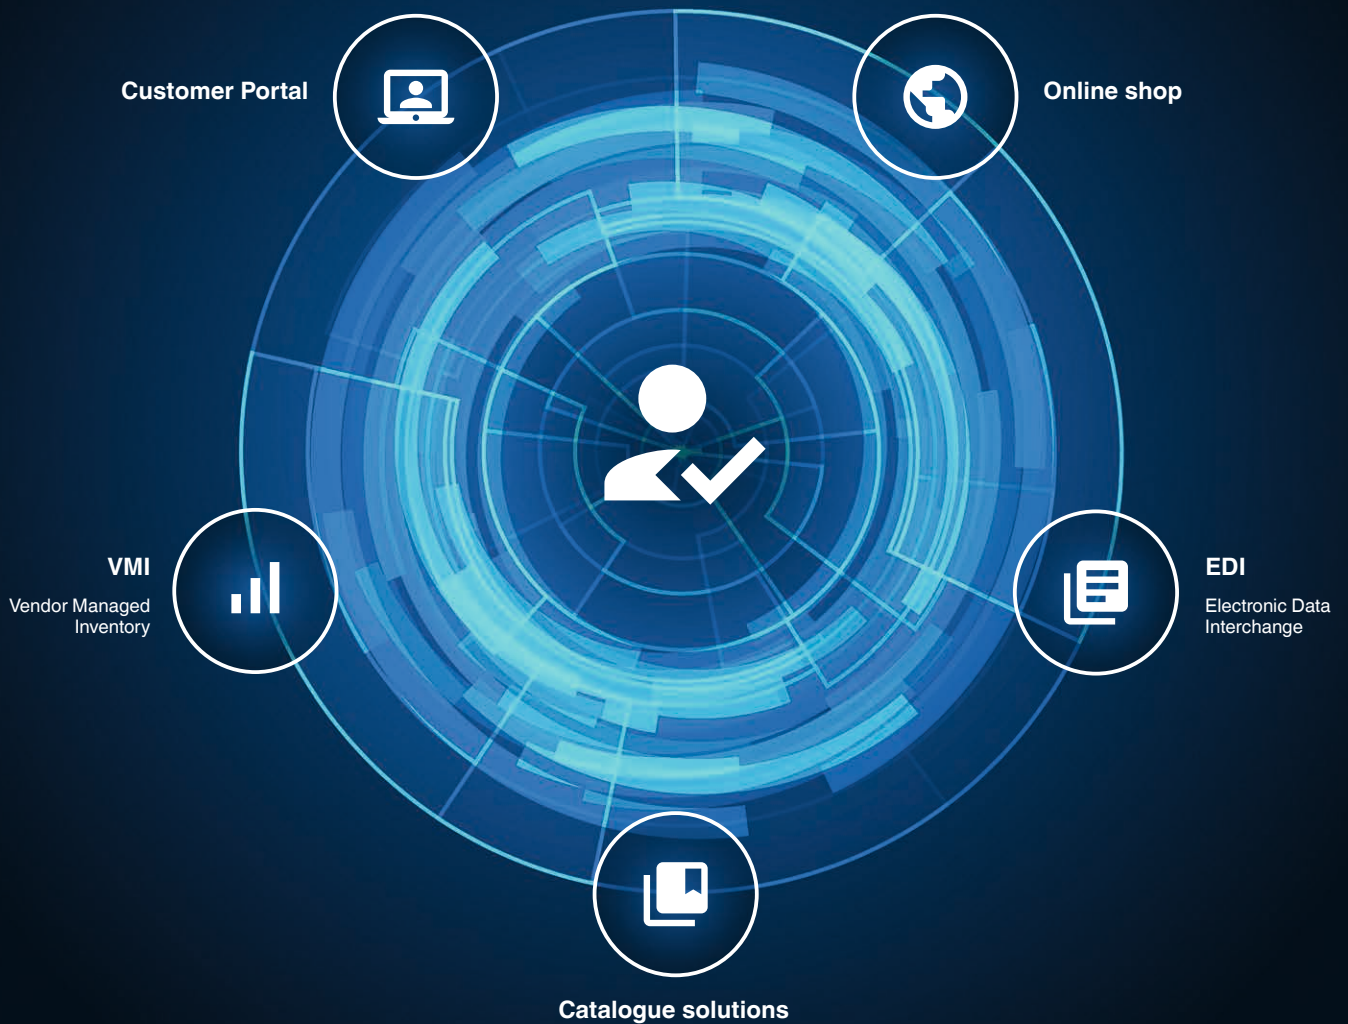 Customer Portal
Online shop
VMI
Vendor Managed
Inventory
EDI
Electronic Data
Interchange
Catalogue solutions